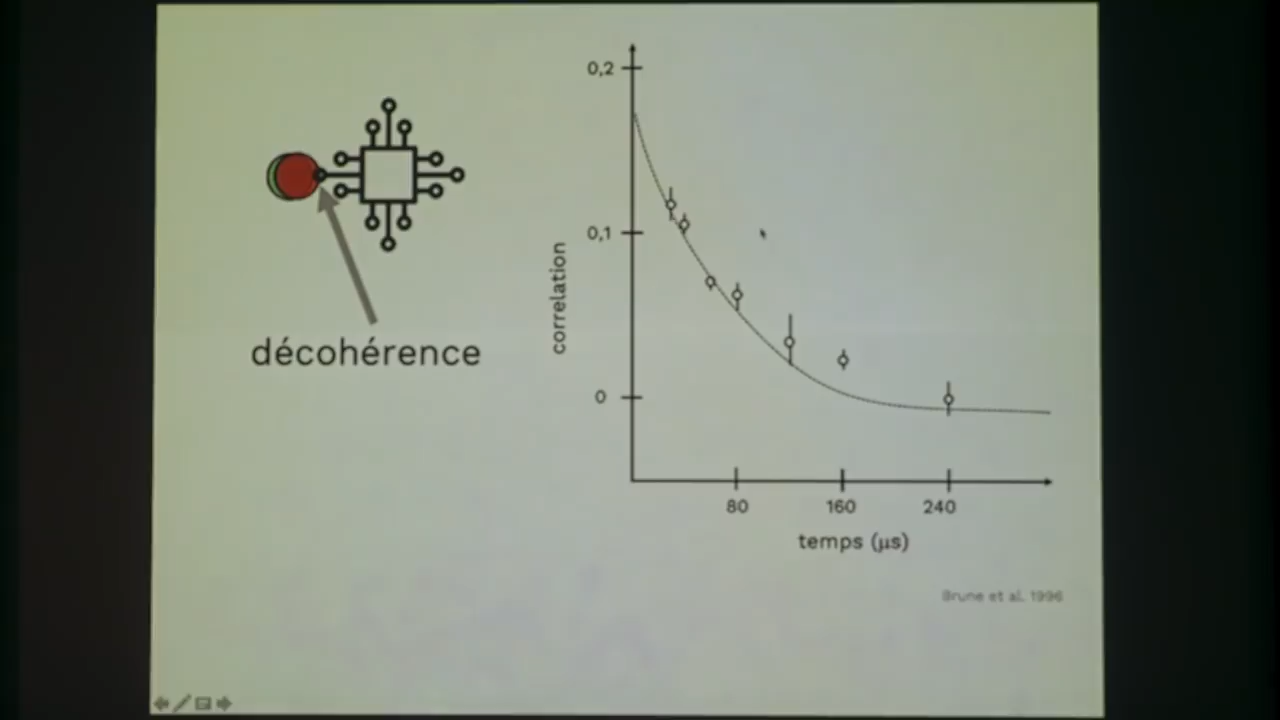 décohérence
0,2
0,1
0
correlation
80 160 240
temps (μs)
Brune et al. 1996